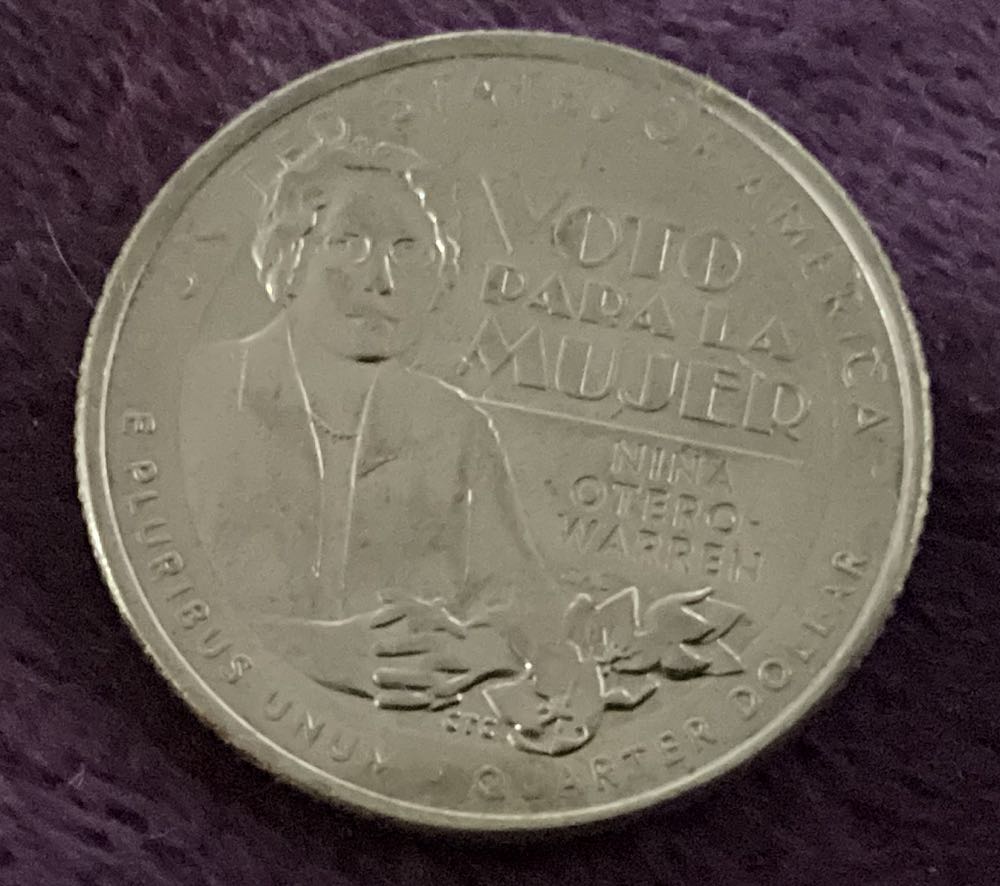 UNITED STATES OF AMERICA
VOTO
PARA LA
MUJER
NINA
OTERO-
WARREN
E PLURIBUS UNUM
QUARTER DOLLAR